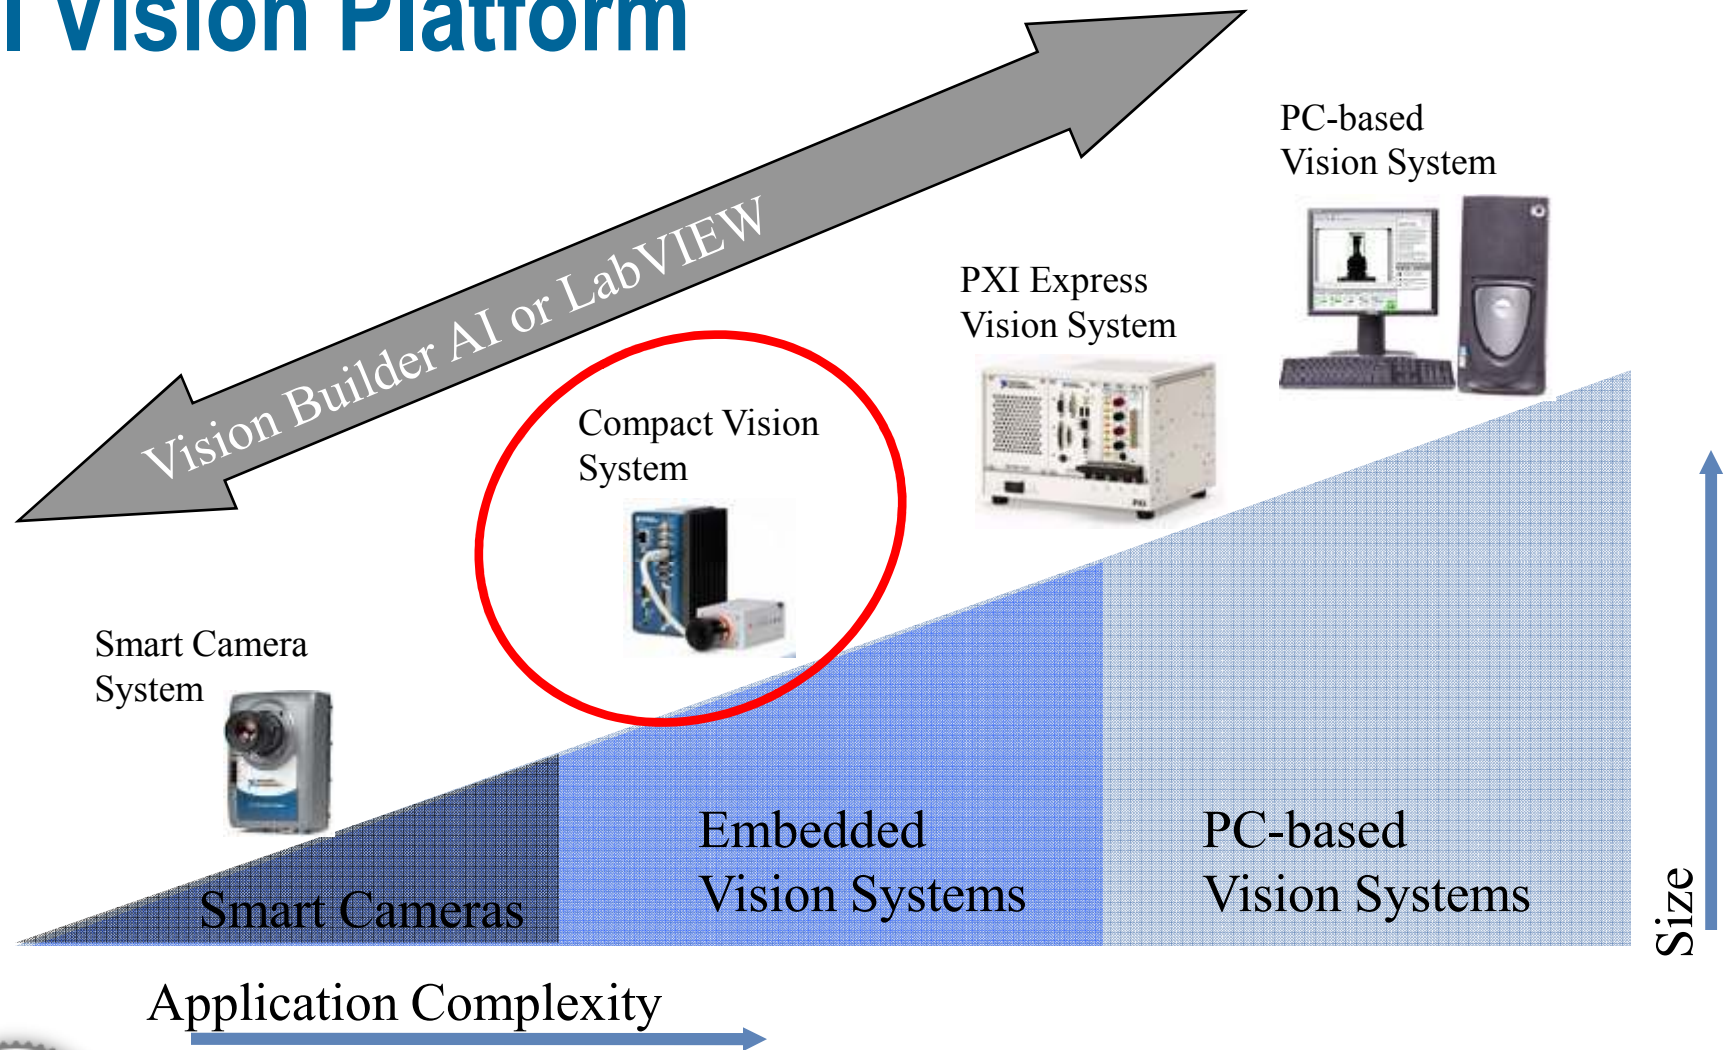 Vision Platform
PC-based
Vision System
Vision Builder AI or LabVIEW
PXI Express
Vision System
Compact Vision
System
Smart Camera
System
Embedded
Vision Systems
PC-based
Vision Systems
Smart Cameras
Size
Application Complexity